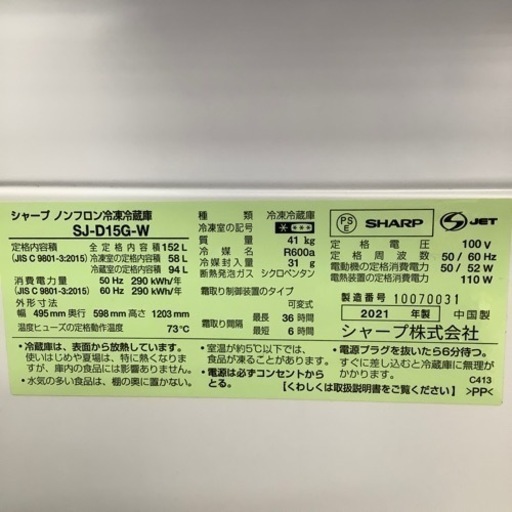 シャープ ノンフロン冷凍冷蔵庫
SJ-D15G-W
定格内容積 全定格内容積 152 L
(JIS C 9801-3:2015) 冷凍室の定格内容積 58 L
冷蔵室の定格内容積 94 L
消費電力量 50 Hz 290 kWh/年
(JIS C 9801-3:2015) 60 Hz 290 kWh/年
外形寸法
幅 495 mm 奥行 598 mm 高さ 1203 mm
温度ヒューズの定格動作温度 73℃
種類 冷凍冷蔵庫
冷凍室の記号
質量 41 kg
冷媒 R600a
冷媒封入量 31 g
断熱発泡ガス シクロペンタン
霜取り制御装置のタイプ
可変式
霜取り間隔 最長 36 時間
最短 6 時間
PS E SHARP S JET
定格電圧 100 V
定格周波数 50 / 60 Hz
電動機の定格消費電力 50 / 52 W
電熱装置の定格消費電力 110 W
製造番号 10070031
2021 年製 中国製
シャープ株式会社
• 冷蔵庫は、表面から放熱しています。
使いはじめや夏場は、特に熱くなりま
すが、庫内の食品には影響ありません。
• 水気の多い食品は、棚の奥に置かない。
• 室温が約5℃以下では、
食品が凍ることがあります。
• 電源は必ずコンセントから
とる。
• 電源プラグを抜いたら6分待つ。
すぐに差し込むと冷蔵庫に無理が
かかります。
【くわしくは取扱説明書をご覧ください】
C413
>PP<